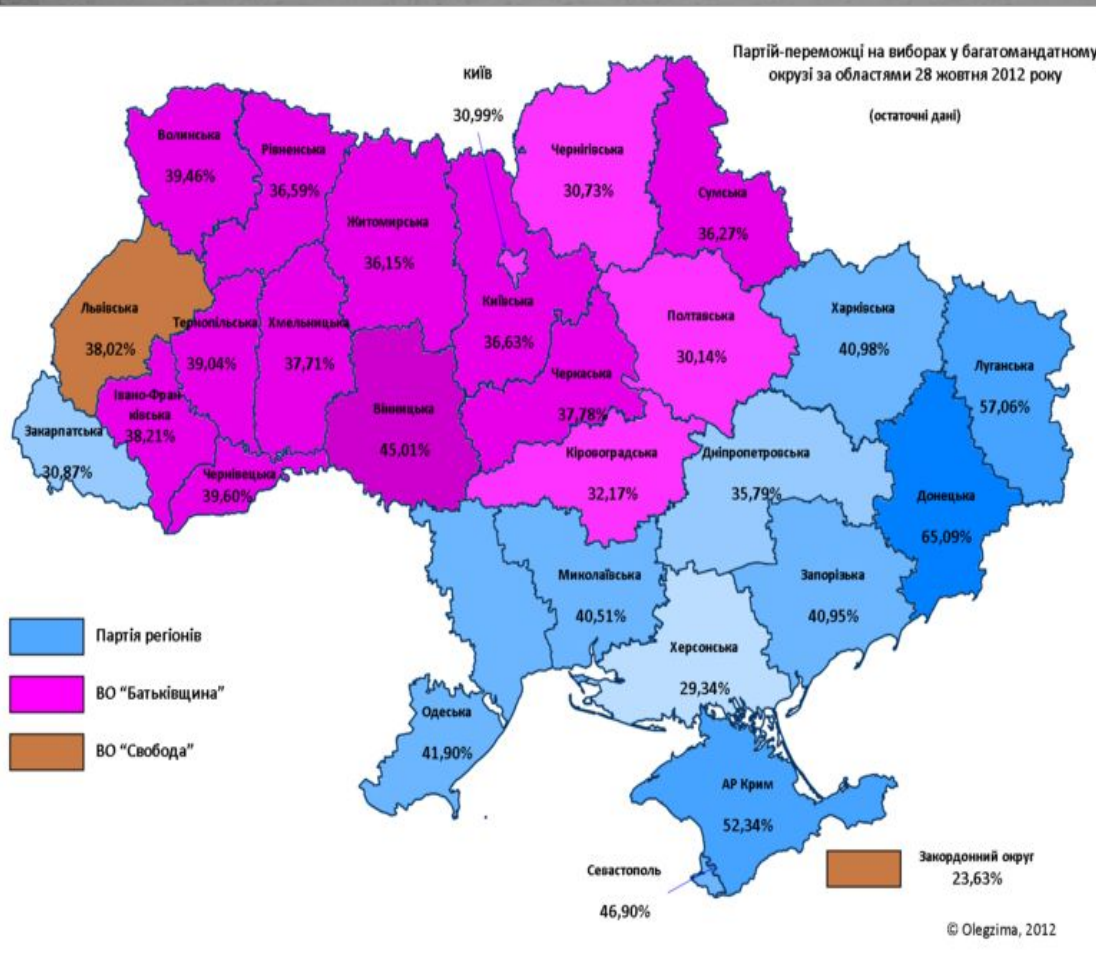 Партій-переможці на виборах у багатомандатному
окрузі за областями 28 жовтня 2012 року
(остаточні дані)
КИЇВ
30,99%
Волинська
39,46%
Рівненська
36,59%
Житомирська
36,15%
Чернігівська
30,73%
Сумська
36,27%
Львівська
38,02%
Тернопільська
39,04%
Хмельницька
37,71%
Київська
36,63%
Полтавська
30,14%
Харківська
40,98%
Луганська
57,06%
Черкаська
37,78%
Івано-Фран
ківська
38,21%
Закарпатська
30,87%
Вінницька
45,01%
Чернівецька
39,60%
Кіровоградська
32,17%
Дніпропетровська
35,79%
Донецька
65,09%
Миколаївська
40,51%
Запорізька
40,95%
Херсонська
29,34%
Одеська
41,90%
АР Крим
52,34%
Севастополь
46,90%
Партія регіонів
ВО “Батьківщина”
ВО “Свобода”
Закордонний округ
23,63%
© Olegzima, 2012